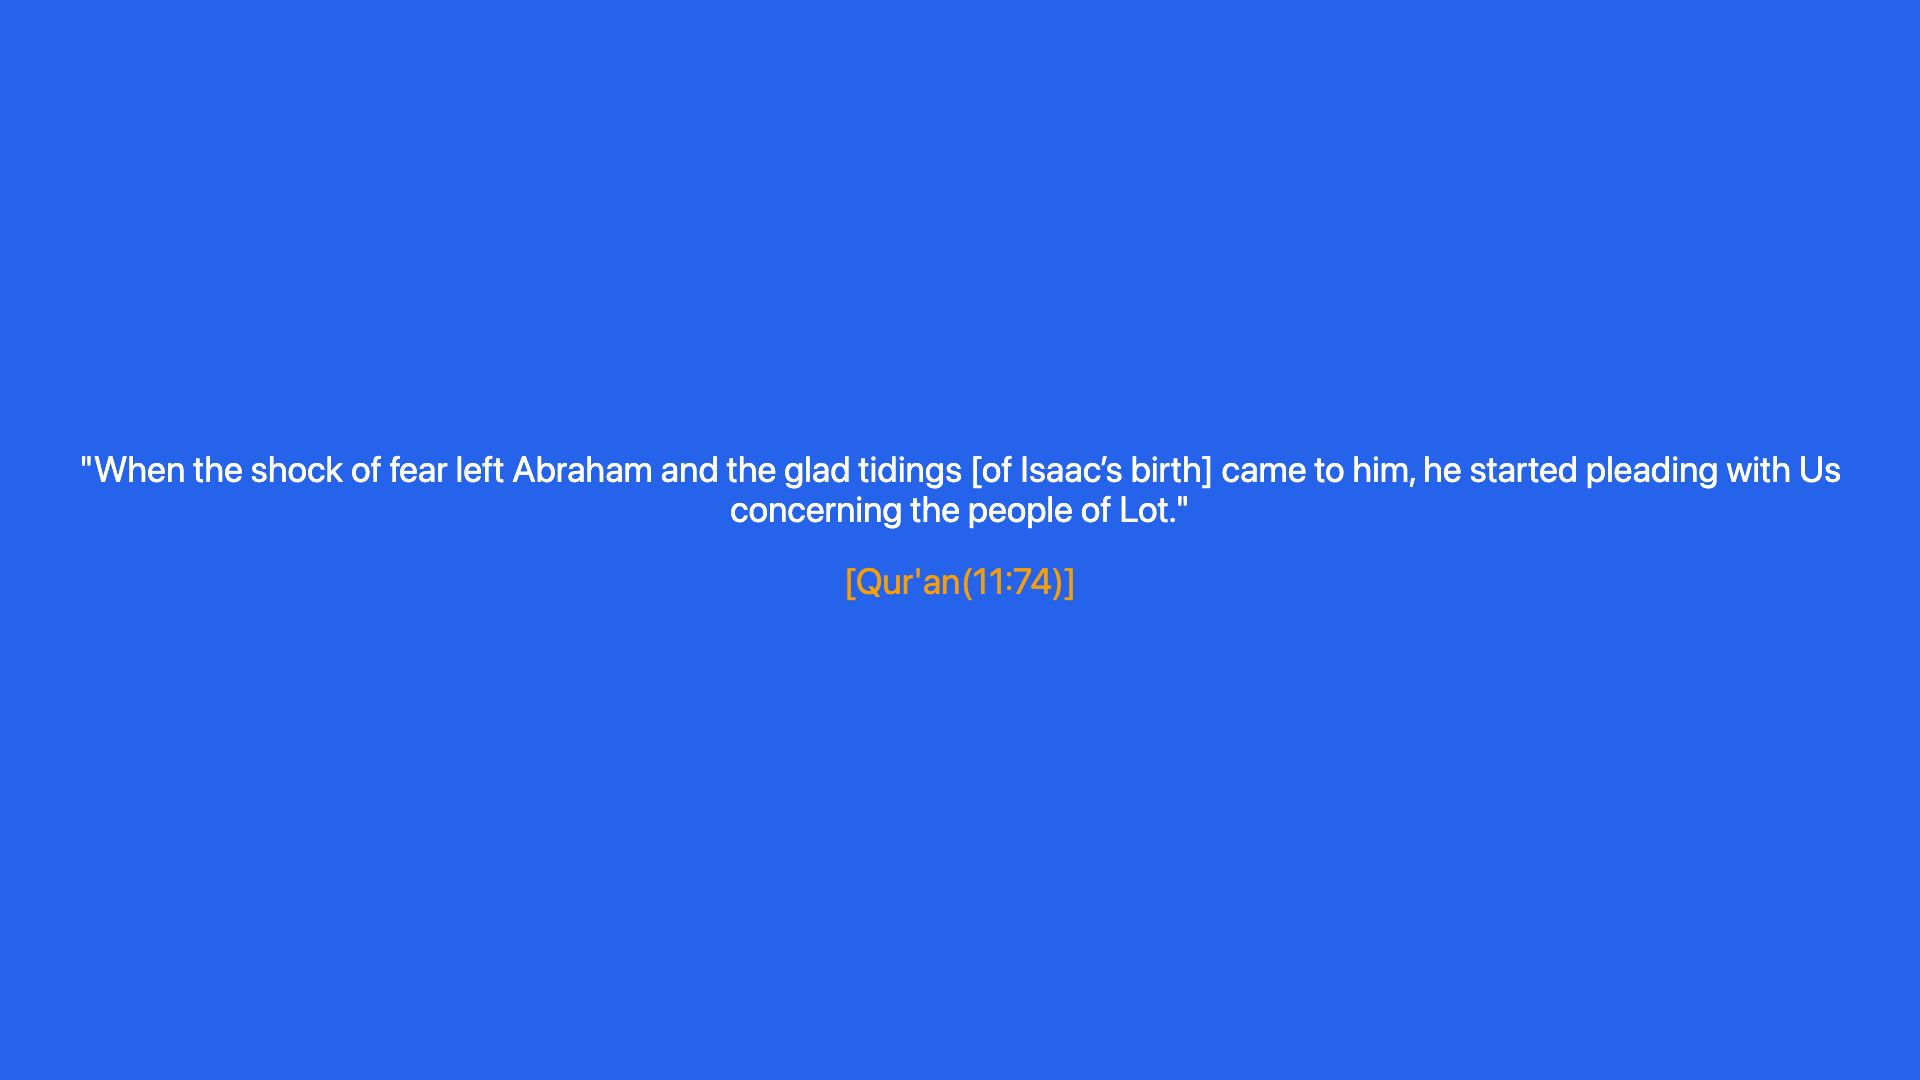 "When the shock of fear left Abraham and the glad tidings [of Isaac’s birth] came to him, he started pleading with Us
concerning the people of Lot."
[Qur'an(11:74)]